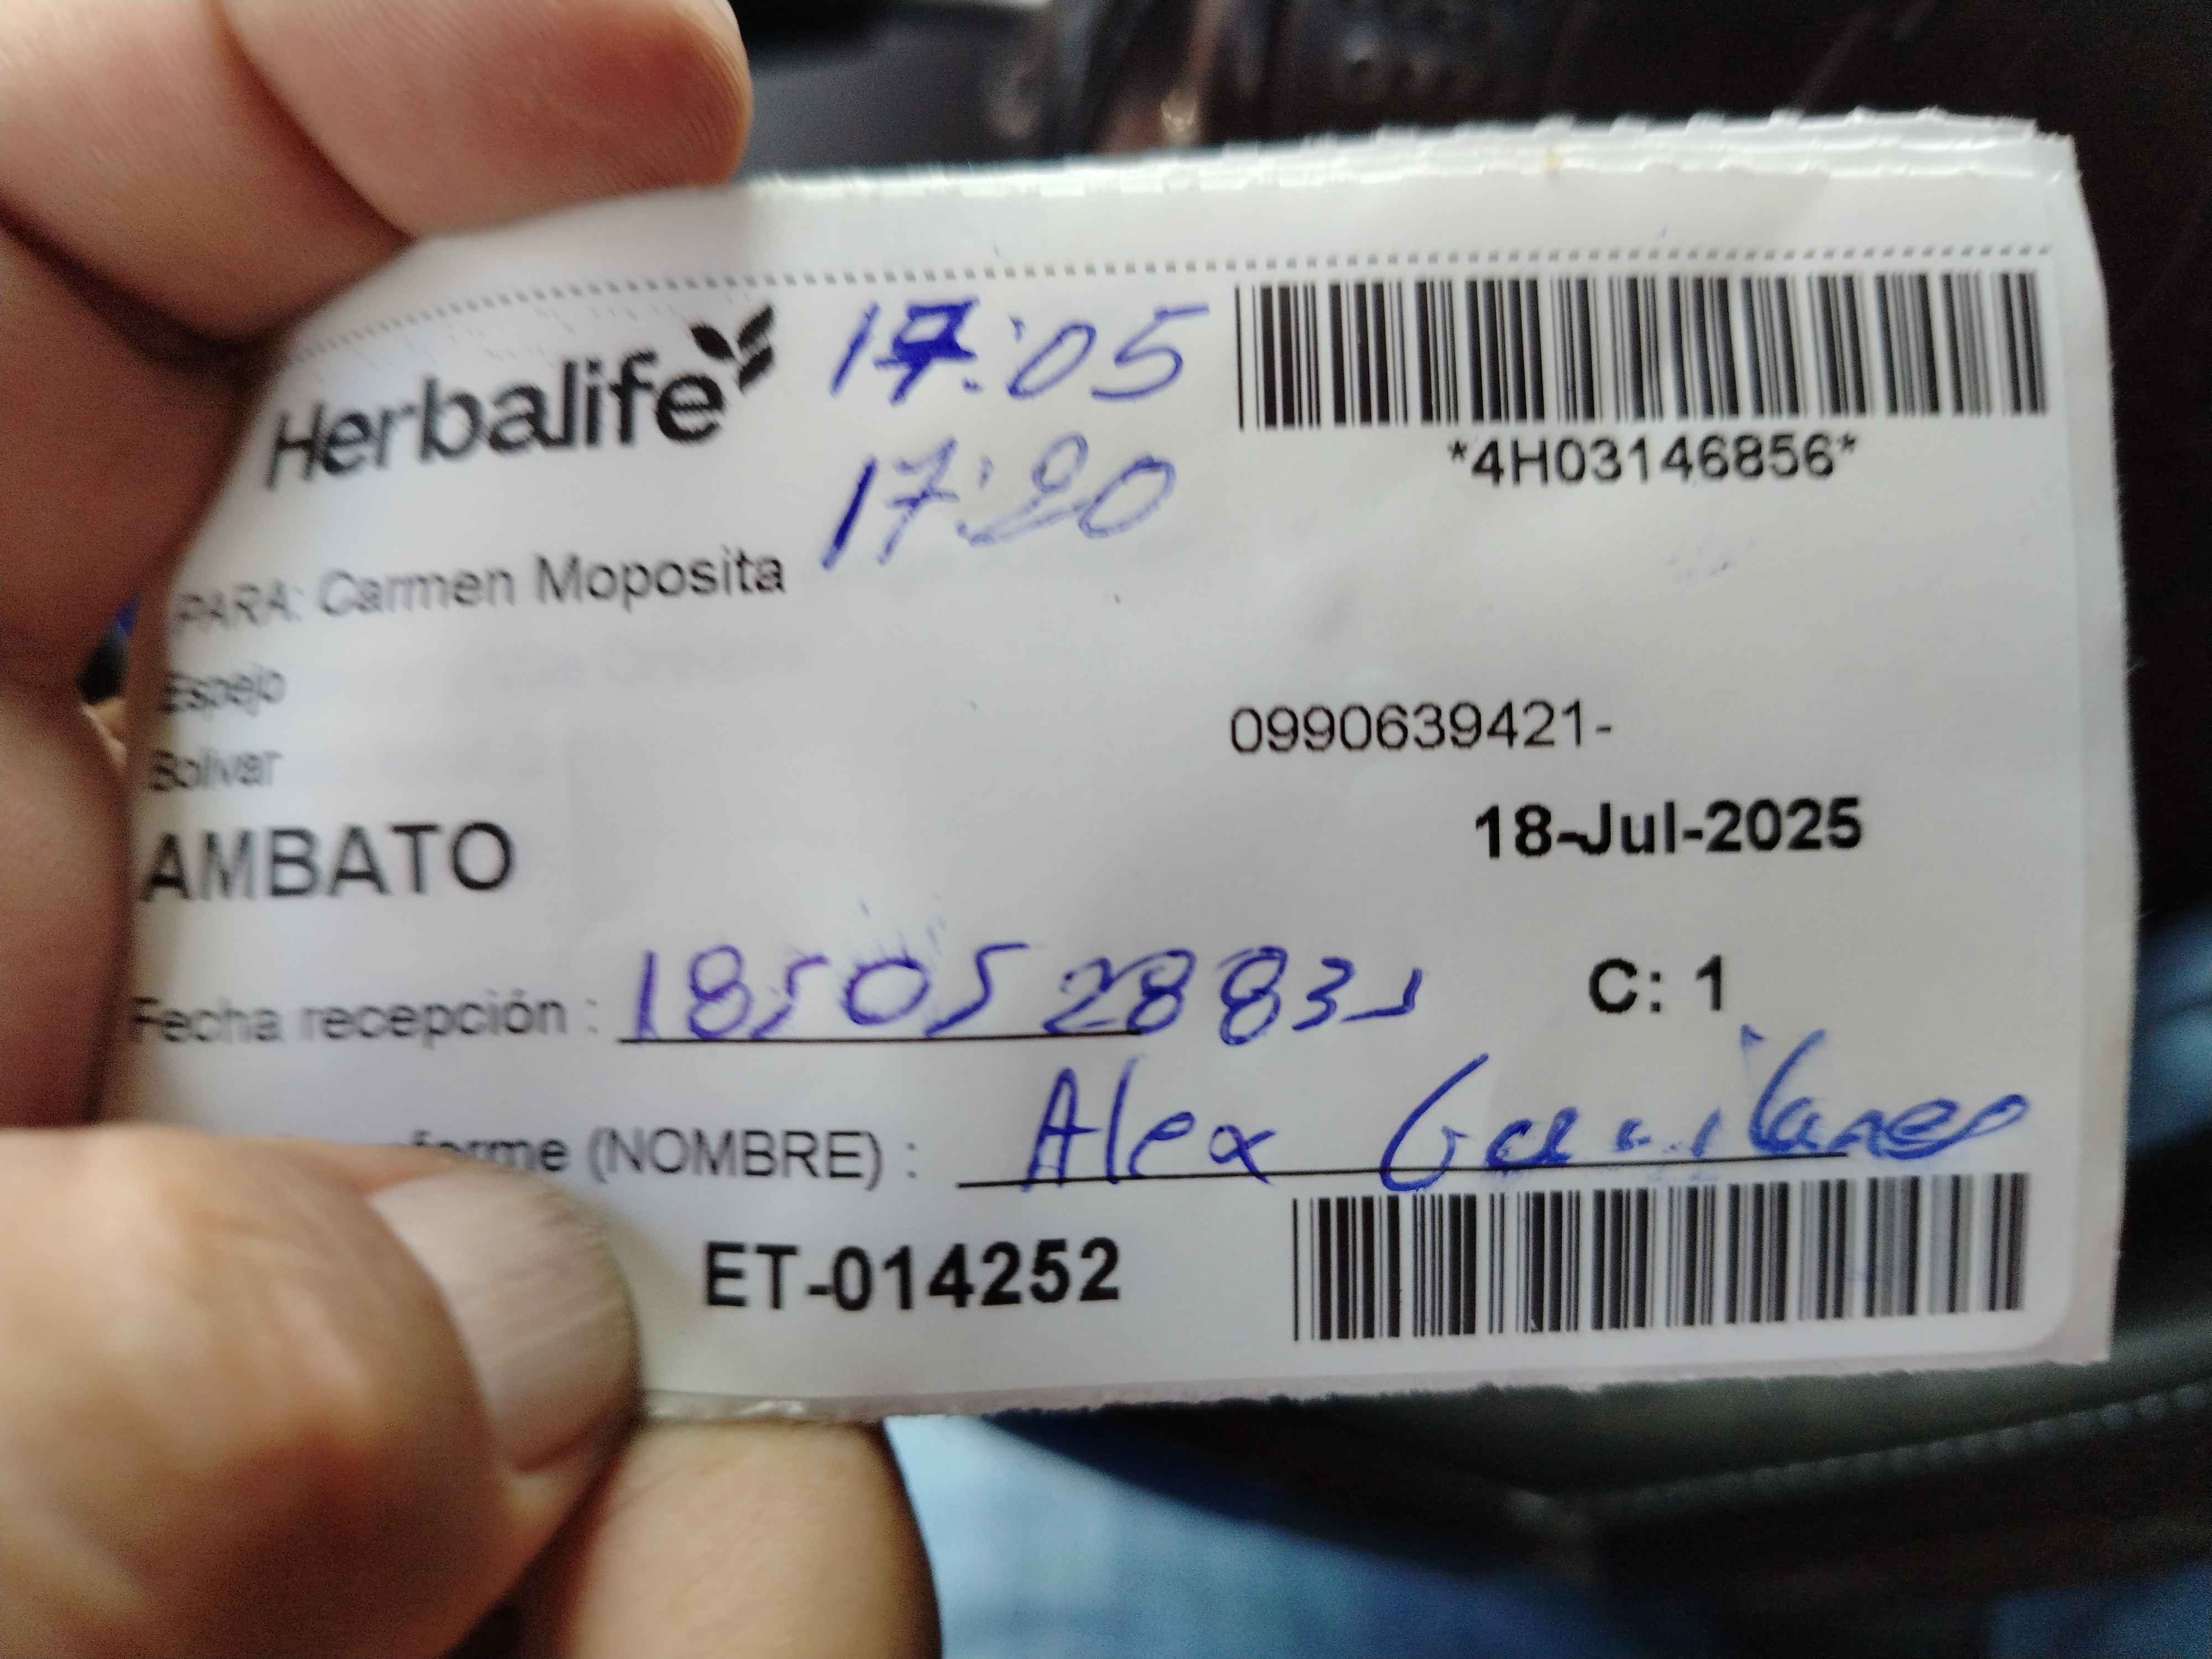 Herbalife
17:05
17:20
*4H03146856*
PARA: Carmen Moposita
Espejo
0990639421-
Bolivar
AMBATO
18-Jul-2025
Fecha recepción : 1850528831
C: 1
(NOMBRE) : Alex
ET-014252